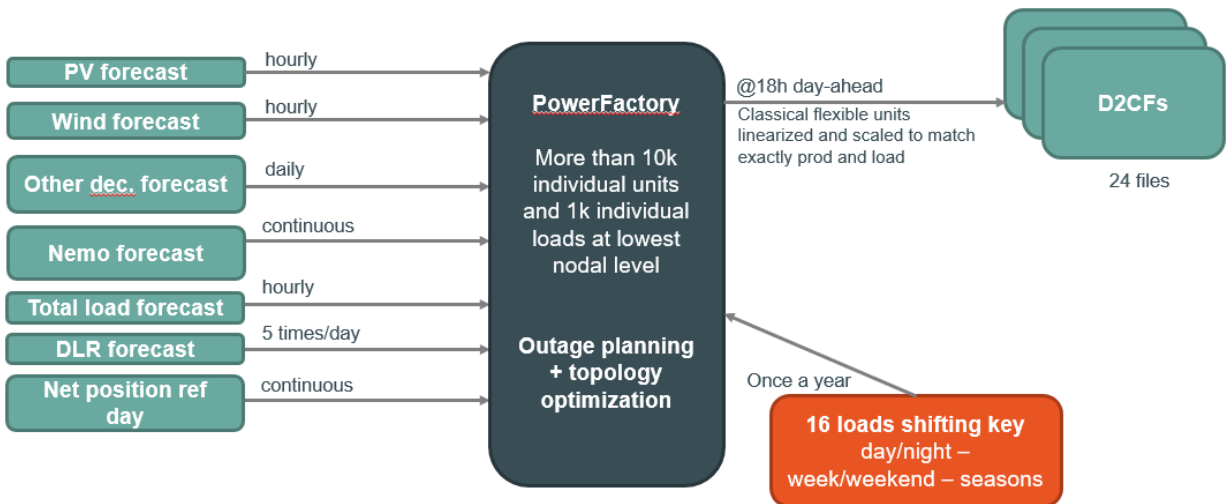 PV forecast
hourly
Wind forecast
hourly
Other dec. forecast
daily
Nemo forecast
continuous
Total load forecast
hourly
DLR forecast
5 times/day
Net position ref
day
continuous
PowerFactory
More than 10k
individual units
and 1k individual
loads at lowest
nodal level
Outage planning
+ topology
optimization
@18h day-ahead
Classical flexible units
linearized and scaled to match
exactly prod and load
D2CFs
24 files
Once a year
16 loads shifting key
day/night –
week/weekend – seasons